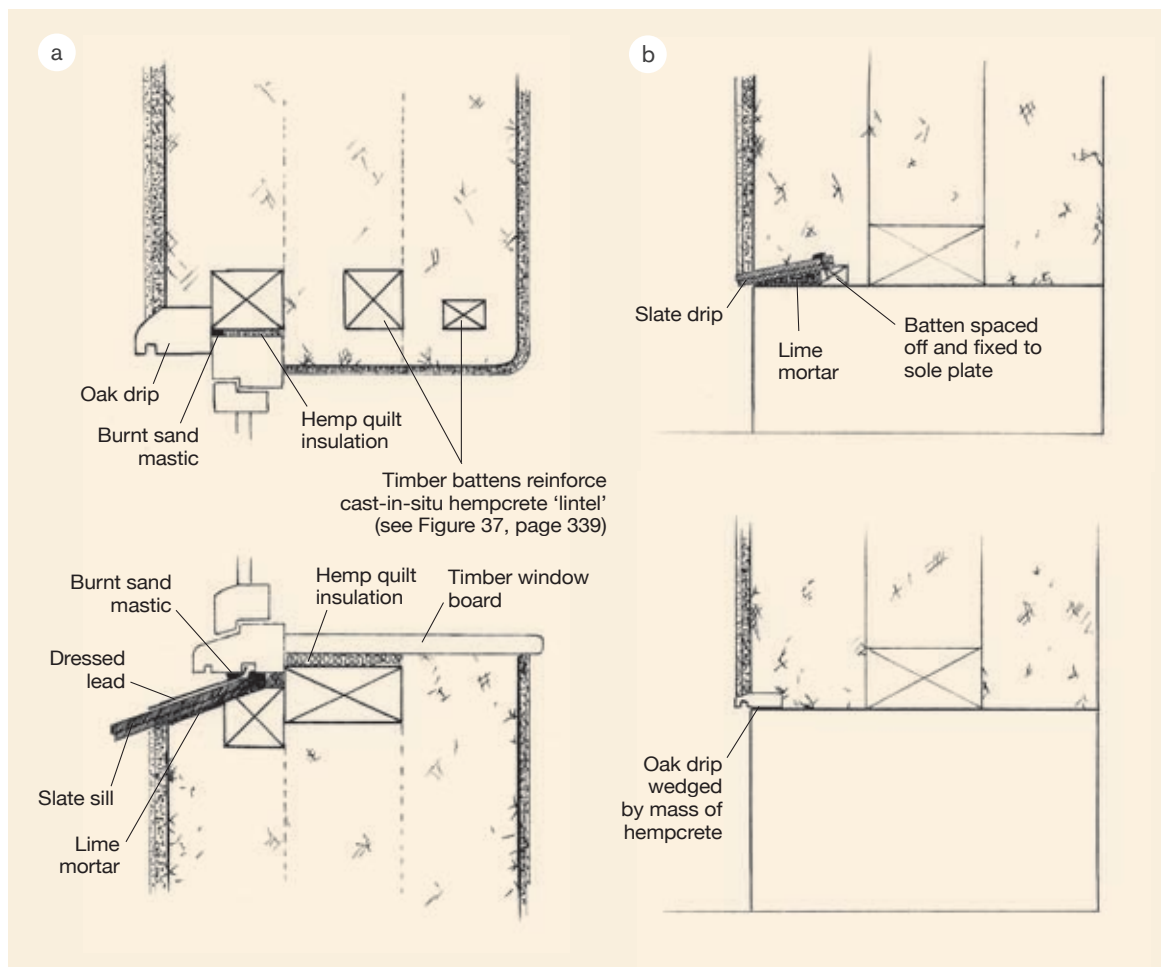 a
Oak drip
Burnt sand
mastic
Hemp quilt
insulation
Timber battens reinforce
cast-in-situ hempcrete ‘lintel’
(see Figure 37, page 339)
Burnt sand
mastic
Hemp quilt
insulation
Timber window
board
Dressed
lead
Slate sill
Lime
mortar
b
Slate drip
Lime
mortar
Batten spaced
off and fixed to
sole plate
Oak drip
wedged
by mass of
hempcrete